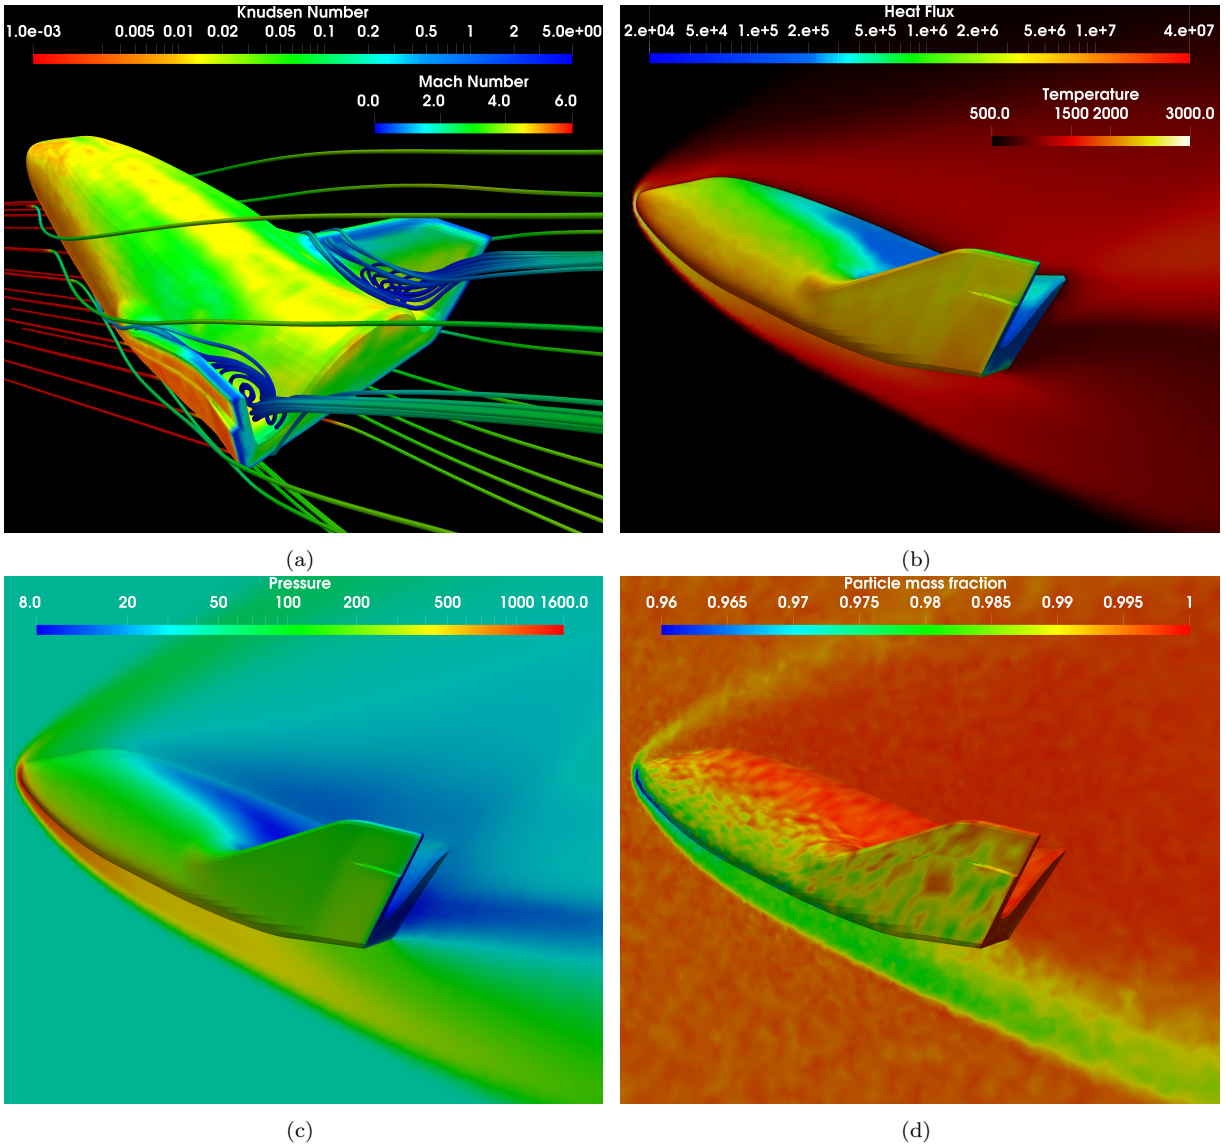 Knudsen Number
1.0e-03 0.005 0.01 0.02 0.05 0.1 0.2 0.5 1 2 5.0e+00
Mach Number
0.0 2.0 4.0 6.0
(a)
Heat Flux
2.e+04 5.e+4 1.e+5 2.e+5 5.e+5 1.e+6 2.e+6 5.e+6 1.e+7 4.e+07
Temperature
500.0 1500 2000 3000.0
(b)
Pressure
8.0 20 50 100 200 500 1000 1600.0
(c)
Particle mass fraction
0.96 0.965 0.97 0.975 0.98 0.985 0.99 0.995 1
(d)